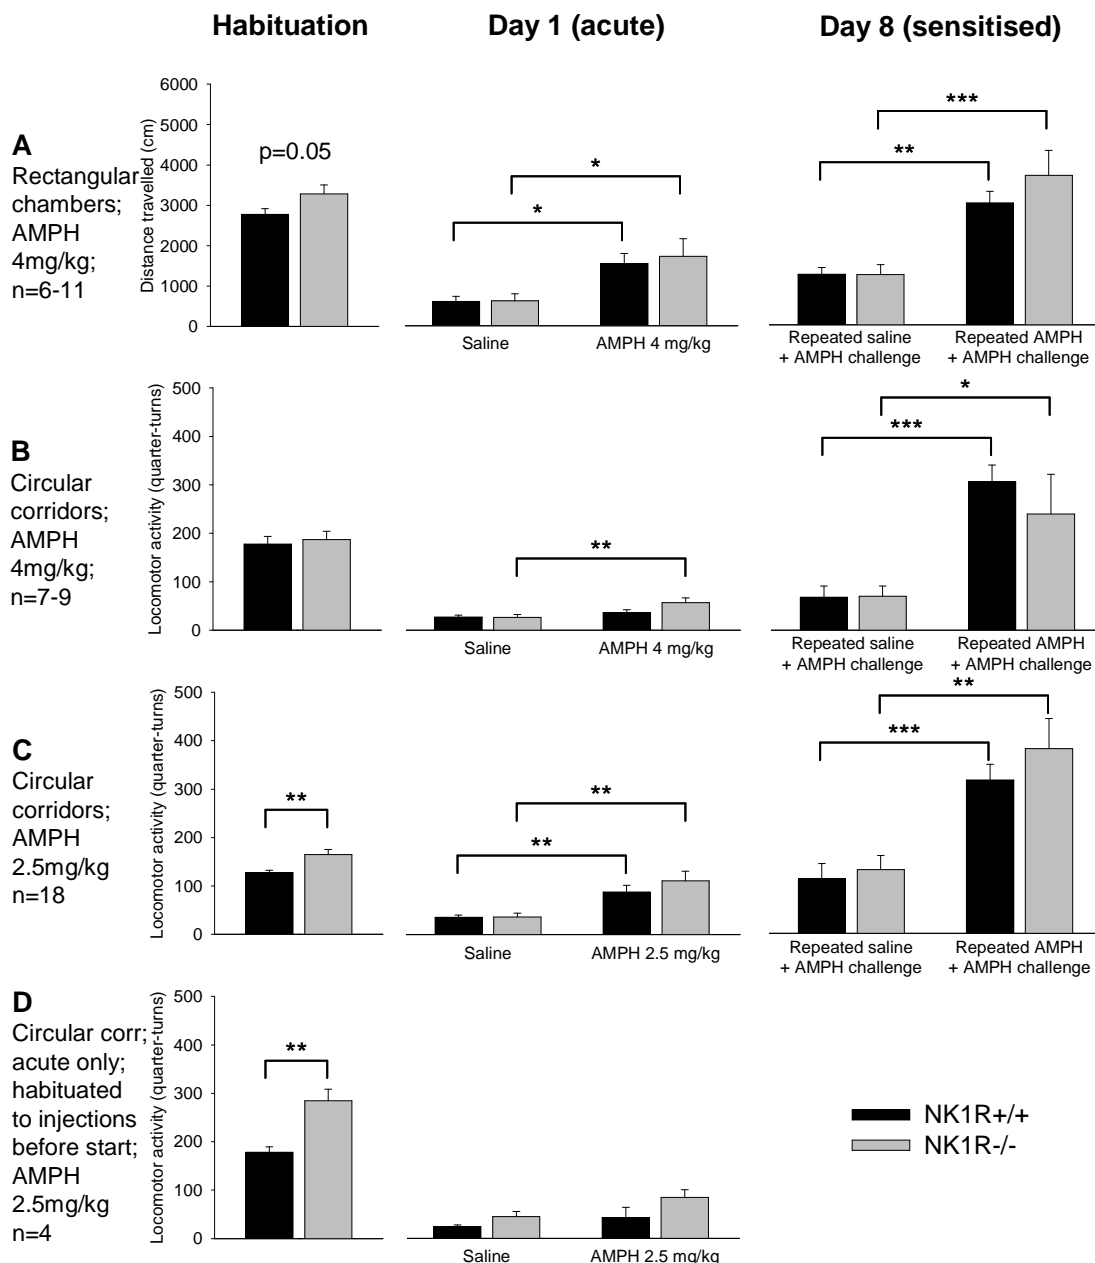 Habituation
Day 1 (acute)
Day 8 (sensitised)
A
Rectangular
chambers;
AMPH
4mg/kg;
n=6-11
Distance travelled (cm)
6000
5000
4000
3000
2000
1000
0
p=0.05
*
*
Saline
AMPH 4 mg/kg
***
**
Repeated saline
+ AMPH challenge
Repeated AMPH
+ AMPH challenge
B
Circular
corridors;
AMPH
4mg/kg;
n=7-9
Locomotor activity (quarter-turns)
500
400
300
200
100
0
**
Saline
AMPH 4 mg/kg
*
***
Repeated saline
+ AMPH challenge
Repeated AMPH
+ AMPH challenge
C
Circular
corridors;
AMPH
2.5mg/kg
n=18
Locomotor activity (quarter-turns)
500
400
300
200
100
0
**
**
**
Saline
AMPH 2.5 mg/kg
**
***
Repeated saline
+ AMPH challenge
Repeated AMPH
+ AMPH challenge
D
Circular corr;
acute only;
habituated
to injections
before start;
AMPH
2.5mg/kg
n=4
Locomotor activity (quarter-turns)
500
400
300
200
100
0
**
Saline
AMPH 2.5 mg/kg
NK1R+/+
NK1R-/-